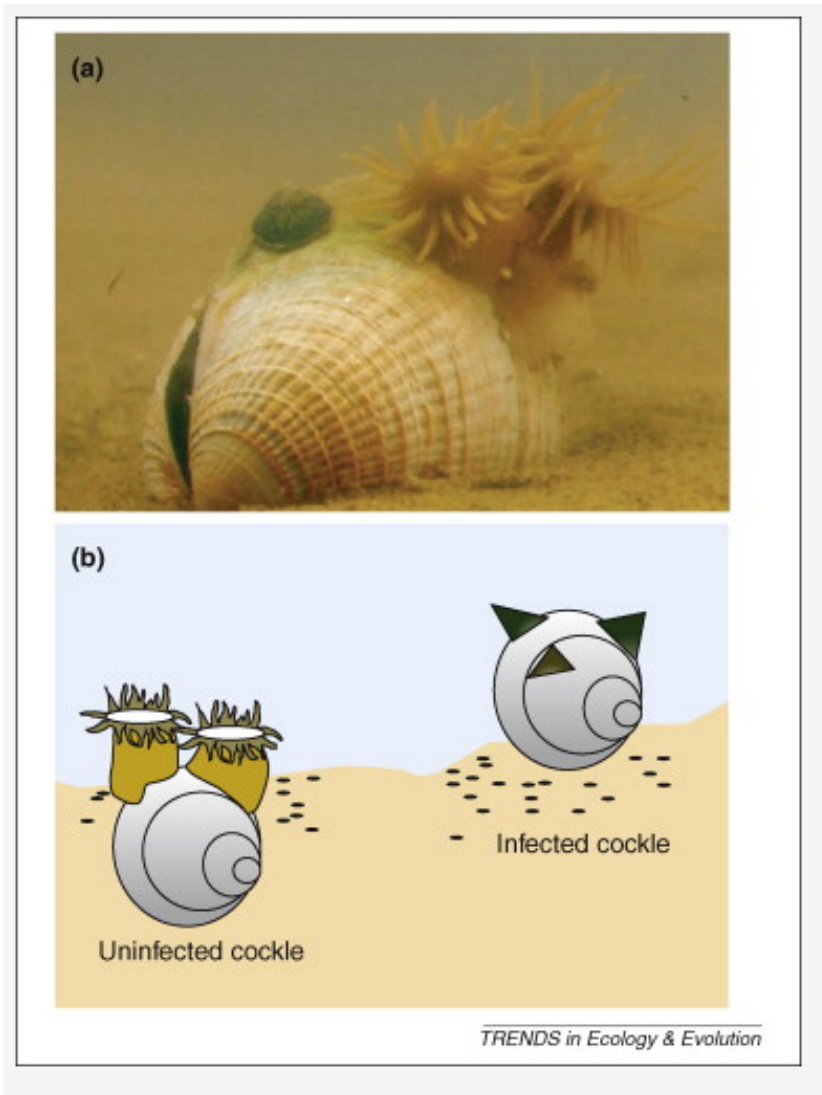 (a)
(b)
Infected cockle
Uninfected cockle
TRENDS in Ecology & Evolution